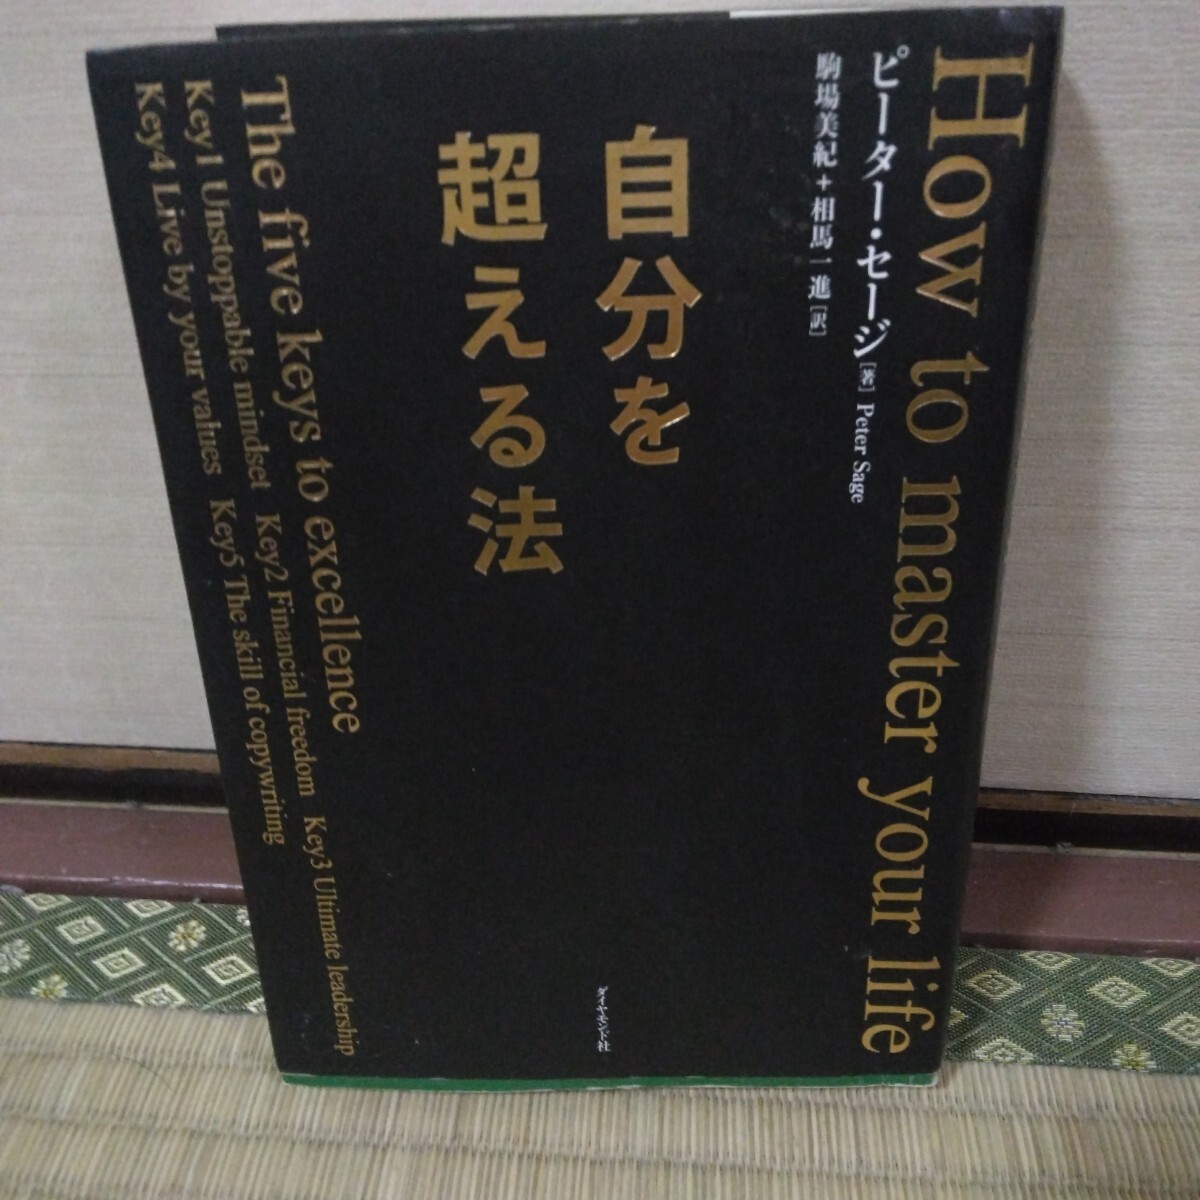 How to master your life
ピーター・セージ[著] Peter Sage
駒場美紀+相馬一進[訳]
自分を
超える法
The five keys to excellence
Key1 Unstoppable mindset Key2 Financial freedom Key3 Ultimate leadership
Key4 Live by your values Key5 The skill of copywriting
ダイヤモンド社